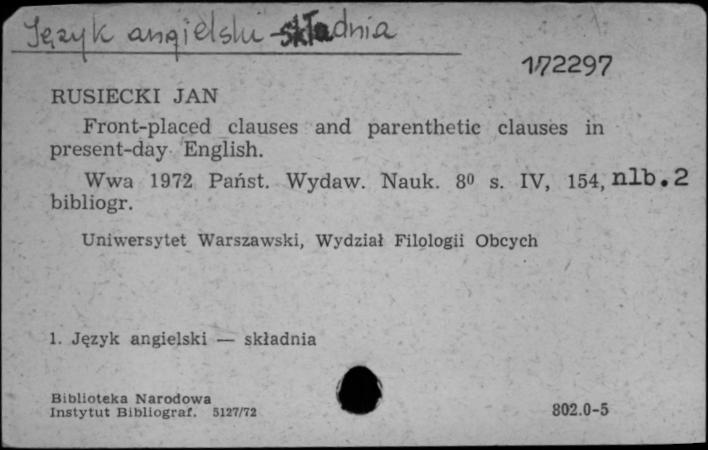 Język angielski - składnia
172297
RUSIECKI JAN
Front-placed clauses and parenthetic clauses in
present-day English.
Wwa 1972 Państ. Wydaw. Nauk. 8⁰ s. IV, 154, nlb.2
bibliogr.
Uniwersytet Warszawski, Wydział Filologii Obcych
1. Język angielski — składnia
Biblioteka Narodowa
Instytut Bibliograf. 5127/72
802.0-5